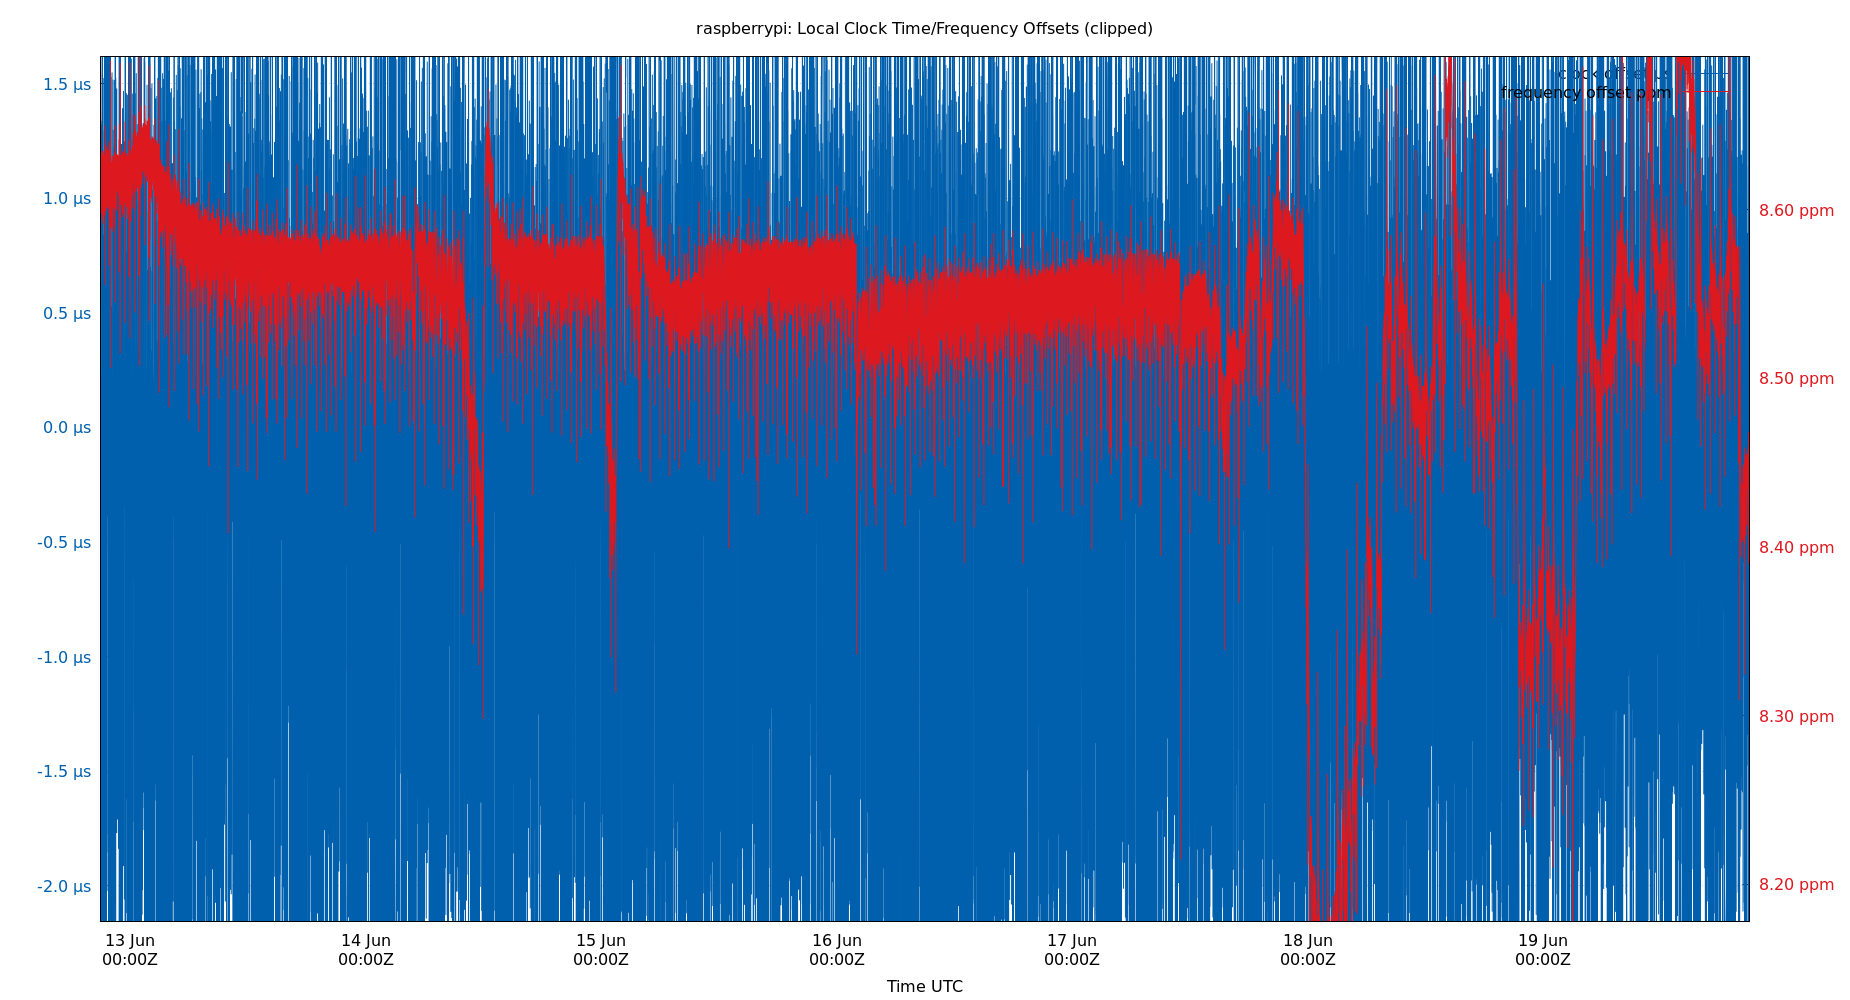 raspberrypi: Local Clock Time/Frequency Offsets (clipped)
clock offset µs
frequency offset ppm
1.5 µs
1.0 µs
0.5 µs
0.0 µs
-0.5 µs
-1.0 µs
-1.5 µs
-2.0 µs
8.60 ppm
8.50 ppm
8.40 ppm
8.30 ppm
8.20 ppm
13 Jun 14 Jun 15 Jun 16 Jun 17 Jun 18 Jun 19 Jun
00:00Z 00:00Z 00:00Z 00:00Z 00:00Z 00:00Z 00:00Z
Time UTC